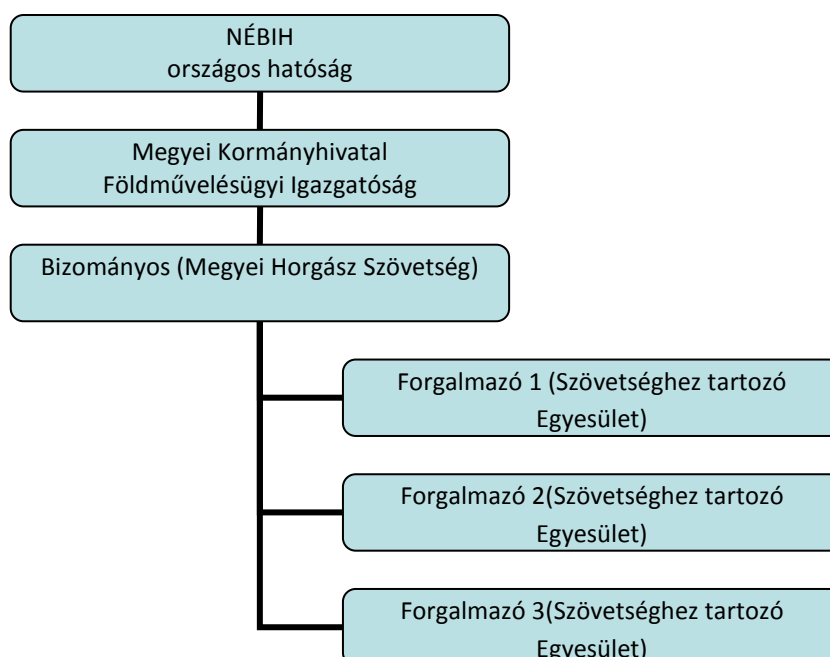 NÉBIH
országos hatóság
Megyei Kormányhivatal
Földművelésügyi Igazgatóság
Bizományos (Megyei Horgász Szövetség)
Forgalmazó 1 (Szövetséghez tartozó
Egyesület)
Forgalmazó 2(Szövetséghez tartozó
Egyesület)
Forgalmazó 3(Szövetséghez tartozó
Egyesület)